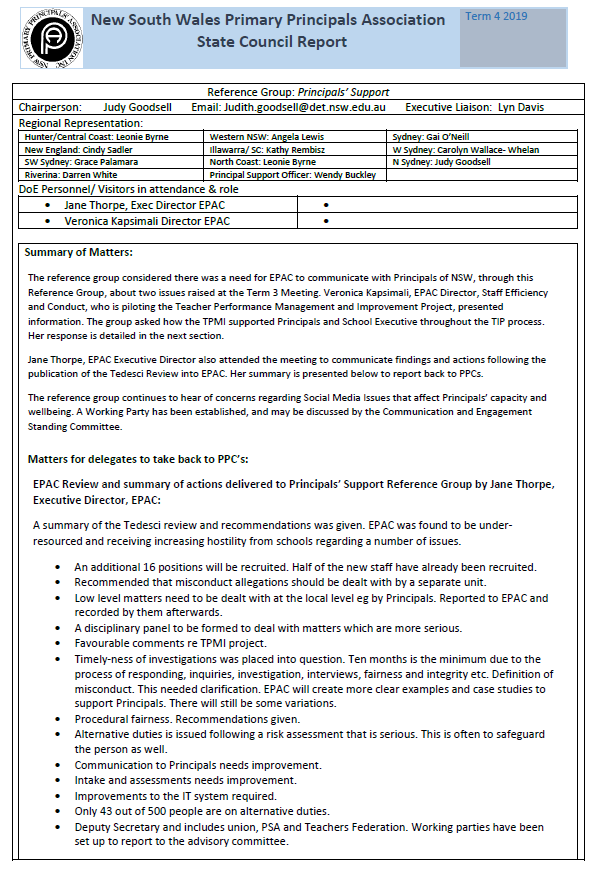 New South Wales Primary Principals Association
State Council Report
Term 4 2019
NSW PRIMARY PRINCIPALS ASSOCIATION INC
Reference Group: Principals' Support
Chairperson: Judy Goodsell Email: Judith.goodsell@det.nsw.edu.au Executive Liaison: Lyn Davis
Regional Representation:
Hunter/Central Coast: Leonie Byrne Western NSW: Angela Lewis Sydney: Gai O'Neill
New England: Cindy Sadler Illawarra/ SC: Kathy Rembisz W Sydney: Carolyn Wallace- Whelan
SW Sydney: Grace Palamara North Coast: Leonie Byrne N Sydney: Judy Goodsell
Riverina: Darren White Principal Support Officer: Wendy Buckley
DoE Personnel/ Visitors in attendance & role
• Jane Thorpe, Exec Director EPAC •
• Veronica Kapsimali Director EPAC •
Summary of Matters:
The reference group considered there was a need for EPAC to communicate with Principals of NSW, through this
Reference Group, about two issues raised at the Term 3 Meeting. Veronica Kapsimali, EPAC Director, Staff Efficiency
and Conduct, who is piloting the Teacher Performance Management and Improvement Project, presented
information. The group asked how the TPMI supported Principals and School Executive throughout the TIP process.
Her response is detailed in the next section.
Jane Thorpe, EPAC Executive Director also attended the meeting to communicate findings and actions following the
publication of the Tedesci Review into EPAC. Her summary is presented below to report back to PPCs.
The reference group continues to hear of concerns regarding Social Media Issues that affect Principals' capacity and
wellbeing. A Working Party has been established, and may be discussed by the Communication and Engagement
Standing Committee.
Matters for delegates to take back to PPC's:
EPAC Review and summary of actions delivered to Principals' Support Reference Group by Jane Thorpe,
Executive Director, EPAC:
A summary of the Tedesci review and recommendations was given. EPAC was found to be under-
resourced and receiving increasing hostility from schools regarding a number of issues.
• An additional 16 positions will be recruited. Half of the new staff have already been recruited.
• Recommended that misconduct allegations should be dealt with by a separate unit.
• Low level matters need to be dealt with at the local level eg by Principals. Reported to EPAC and
recorded by them afterwards.
• A disciplinary panel to be formed to deal with matters which are more serious.
• Favourable comments re TPMI project.
• Timely-ness of investigations was placed into question. Ten months is the minimum due to the
process of responding, inquiries, investigation, interviews, fairness and integrity etc. Definition of
misconduct. This needed clarification. EPAC will create more clear examples and case studies to
support Principals. There will still be some variations.
• Procedural fairness. Recommendations given.
• Alternative duties is issued following a risk assessment that is serious. This is often to safeguard
the person as well.
• Communication to Principals needs improvement.
• Intake and assessments needs improvement.
• Improvements to the IT system required.
• Only 43 out of 500 people are on alternative duties.
• Deputy Secretary and includes union, PSA and Teachers Federation. Working parties have been
set up to report to the advisory committee.